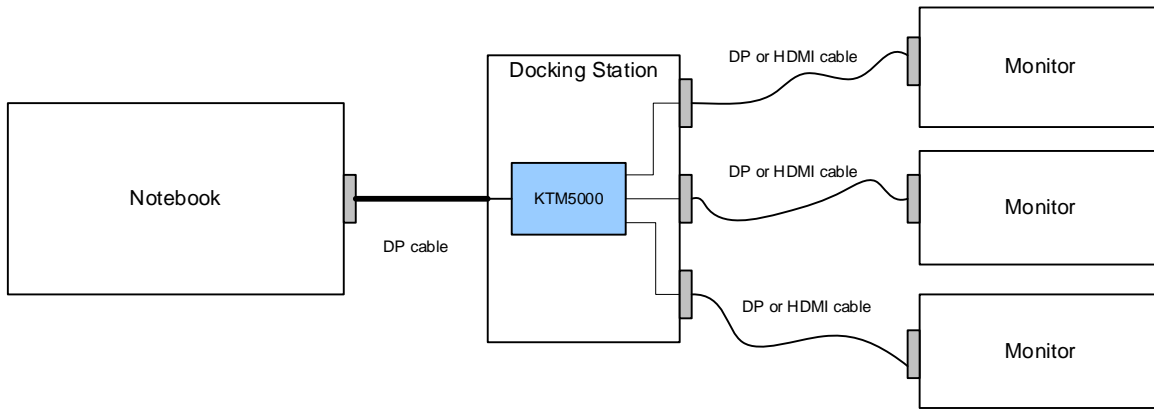 DP or HDMI cable
Monitor
Docking Station
Notebook
KTM5000
DP cable
DP or HDMI cable
Monitor
DP or HDMI cable
Monitor